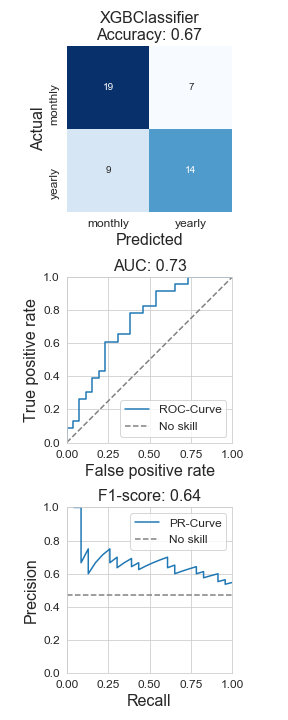 XGBClassifier
Accuracy: 0.67
Actual
monthly
yearly
19
7
9
14
monthly
yearly
Predicted
AUC: 0.73
True positive rate
1.0
0.8
0.6
0.4
0.2
0.0
ROC-Curve
No skill
0.00
0.25
0.50
0.75
1.00
False positive rate
F1-score: 0.64
Precision
1.0
0.8
0.6
0.4
0.2
0.0
PR-Curve
No skill
0.00
0.25
0.50
0.75
1.00
Recall